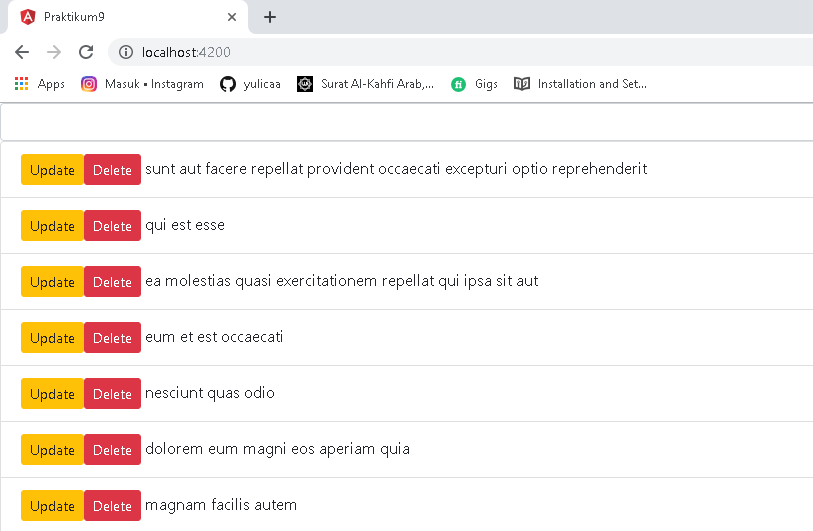 Praktikum9
localhost:4200
Apps Masuk • Instagram yulicaa Surat Al-Kahfi Arab,... Gigs Installation and Set...
Update Delete sunt aut facere repellat provident occaecati excepturi optio reprehenderit
Update Delete qui est esse
Update Delete ea molestias quasi exercitationem repellat qui ipsa sit aut
Update Delete eum et est occaecati
Update Delete nesciunt quas odio
Update Delete dolorem eum magni eos aperiam quia
Update Delete magnam facilis autem